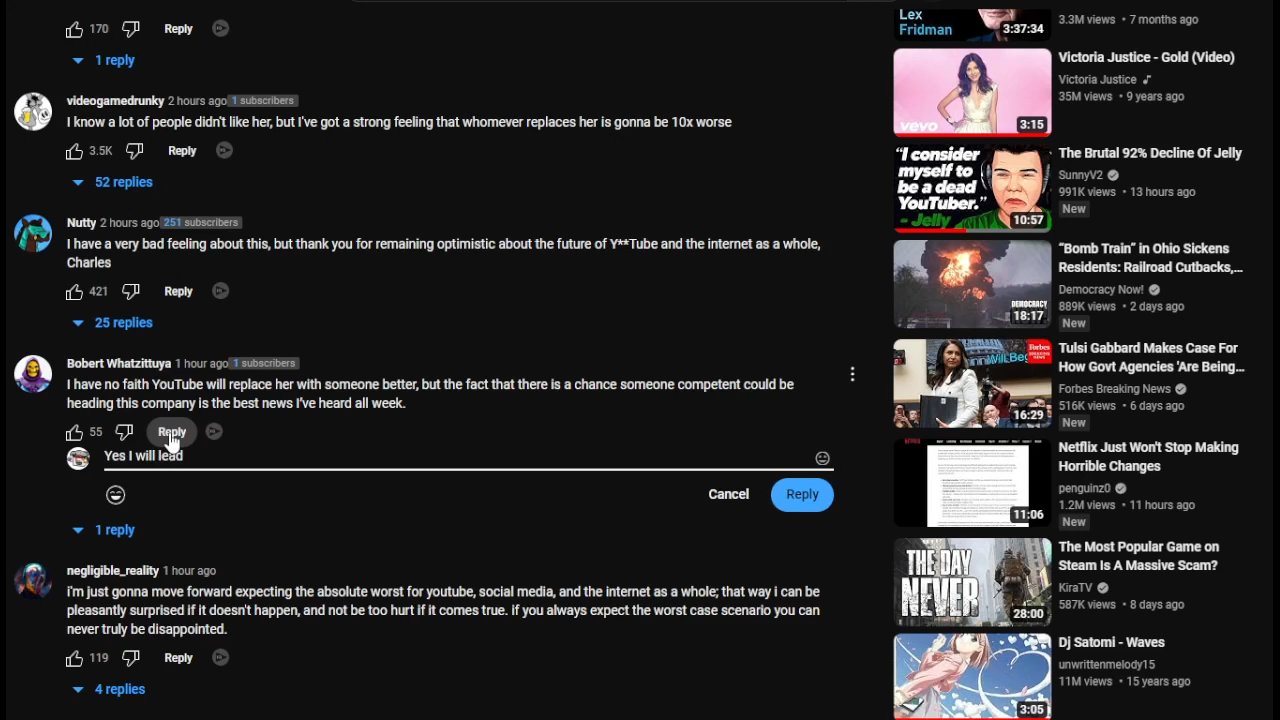 170
Reply
1 reply
videogamedrunky 2 hours ago 1 subscribers
I know a lot of people didn't like her, but I've got a strong feeling that whomever replaces her is gonna be 10x worse
3.5K
Reply
52 replies
Nutty 2 hours ago 251 subscribers
I have a very bad feeling about this, but thank you for remaining optimistic about the future of Y**Tube and the internet as a whole,
Charles
421
Reply
25 replies
Bobert Whatzittuya 1 hour ago 1 subscribers
I have no faith YouTube will replace her with someone better, but the fact that there is a chance someone competent could be
heading this company is the best news I've heard all week.
55
Reply
Yes I will lead
Cancel
Reply
1 reply
negligible_reality 1 hour ago
i'm just gonna move forward expecting the absolute worst for youtube, social media, and the internet as a whole; that way i can be
pleasantly surprised if it doesn't happen, and not be too hurt if it comes true. if you always expect the worst case scenario you can
never truly be disappointed.
119
Reply
4 replies
Lex
Fridman
3:37:34
3.3M views • 7 months ago
vevo
3:15
Victoria Justice - Gold (Video)
Victoria Justice
35M views • 9 years ago
"I consider
myself to
be a dead
YouTuber."
- Jelly
10:57
The Brutal 92% Decline Of Jelly
SunnyV2
991K views • 13 hours ago
New
DEMOCRACY
18:17
"Bomb Train" in Ohio Sickens
Residents: Railroad Cutbacks,...
Democracy Now!
889K views • 2 days ago
New
Forbes
16:29
Tulsi Gabbard Makes Case For
How Govt Agencies 'Are Being...
Forbes Breaking News
516K views • 6 days ago
New
NETFLIX
11:06
Netflix Just Won't Stop Making
Horrible Changes
penguinz0
1.2M views • 11 hours ago
New
THE DAY
NEVER
28:00
The Most Popular Game on
Steam Is A Massive Scam?
KiraTV
587K views • 8 days ago
3:05
Dj Satomi - Waves
unwrittenmelody15
11M views • 15 years ago